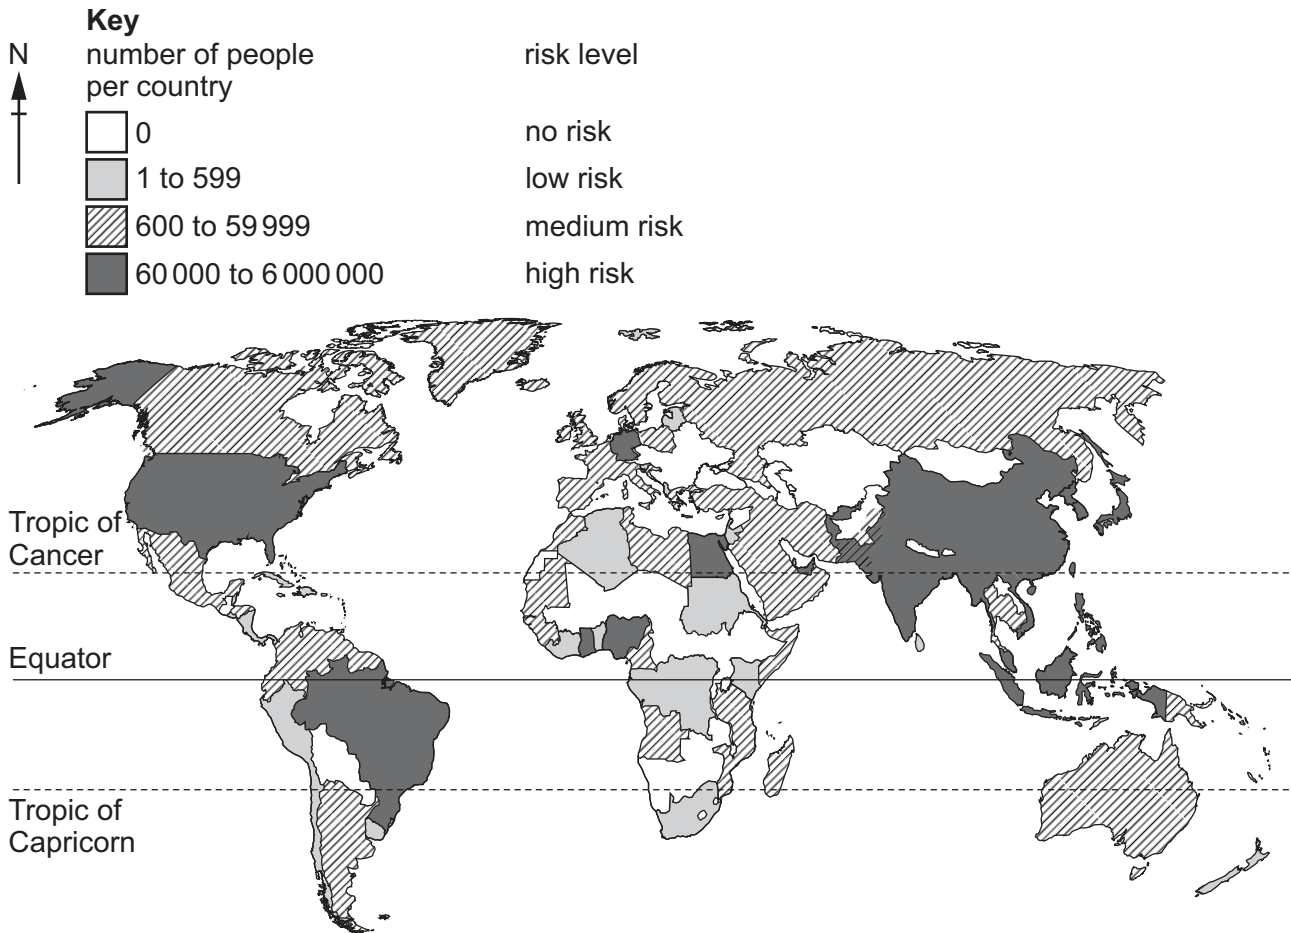 Key
N
number of people per country
risk level
0
no risk
1 to 599
low risk
600 to 59 999
medium risk
60 000 to 6 000 000
high risk
Tropic of
Cancer
Equator
Tropic of
Capricorn